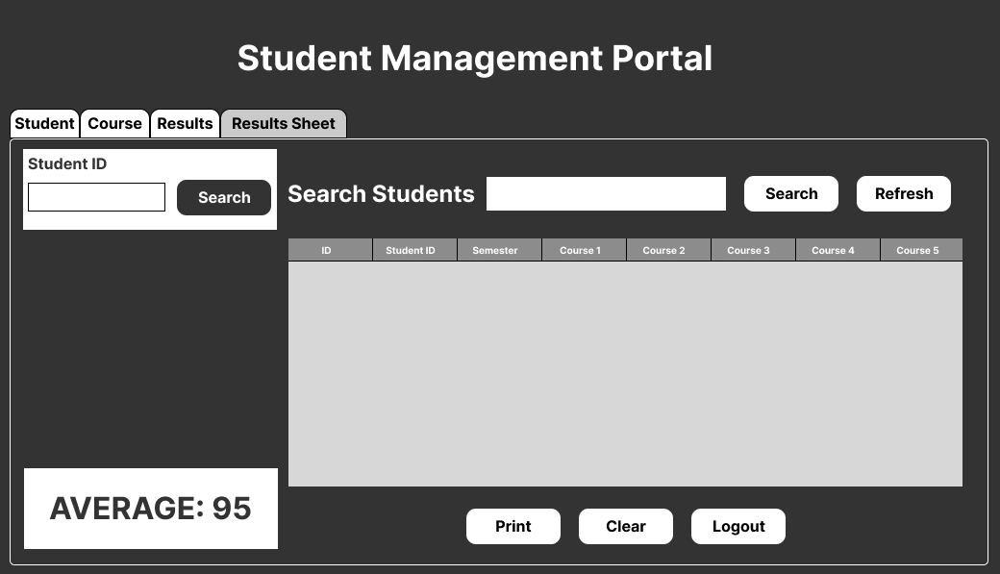 Student Management Portal
Student Course Results Results Sheet
Student ID
Search
Search Students Search Refresh
ID Student ID Semester Course 1 Course 2 Course 3 Course 4 Course 5
AVERAGE: 95
Print Clear Logout